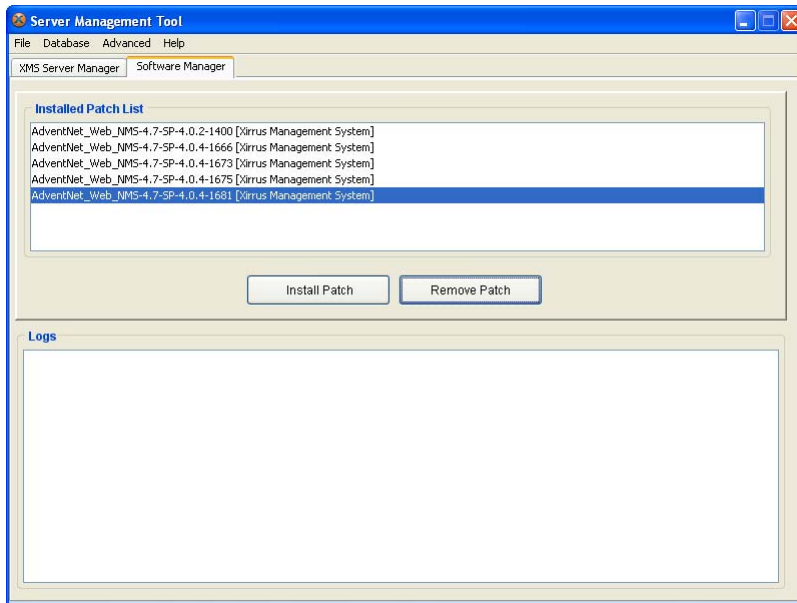 Server Management Tool
File Database Advanced Help
XMS Server Manager Software Manager
Installed Patch List
AdventNet_Web_NMS-4.7-SP-4.0.2-1400 [Xirrus Management System]
AdventNet_Web_NMS-4.7-SP-4.0.4-1666 [Xirrus Management System]
AdventNet_Web_NMS-4.7-SP-4.0.4-1673 [Xirrus Management System]
AdventNet_Web_NMS-4.7-SP-4.0.4-1675 [Xirrus Management System]
AdventNet_Web_NMS-4.7-SP-4.0.4-1681 [Xirrus Management System]
Install Patch Remove Patch
Logs